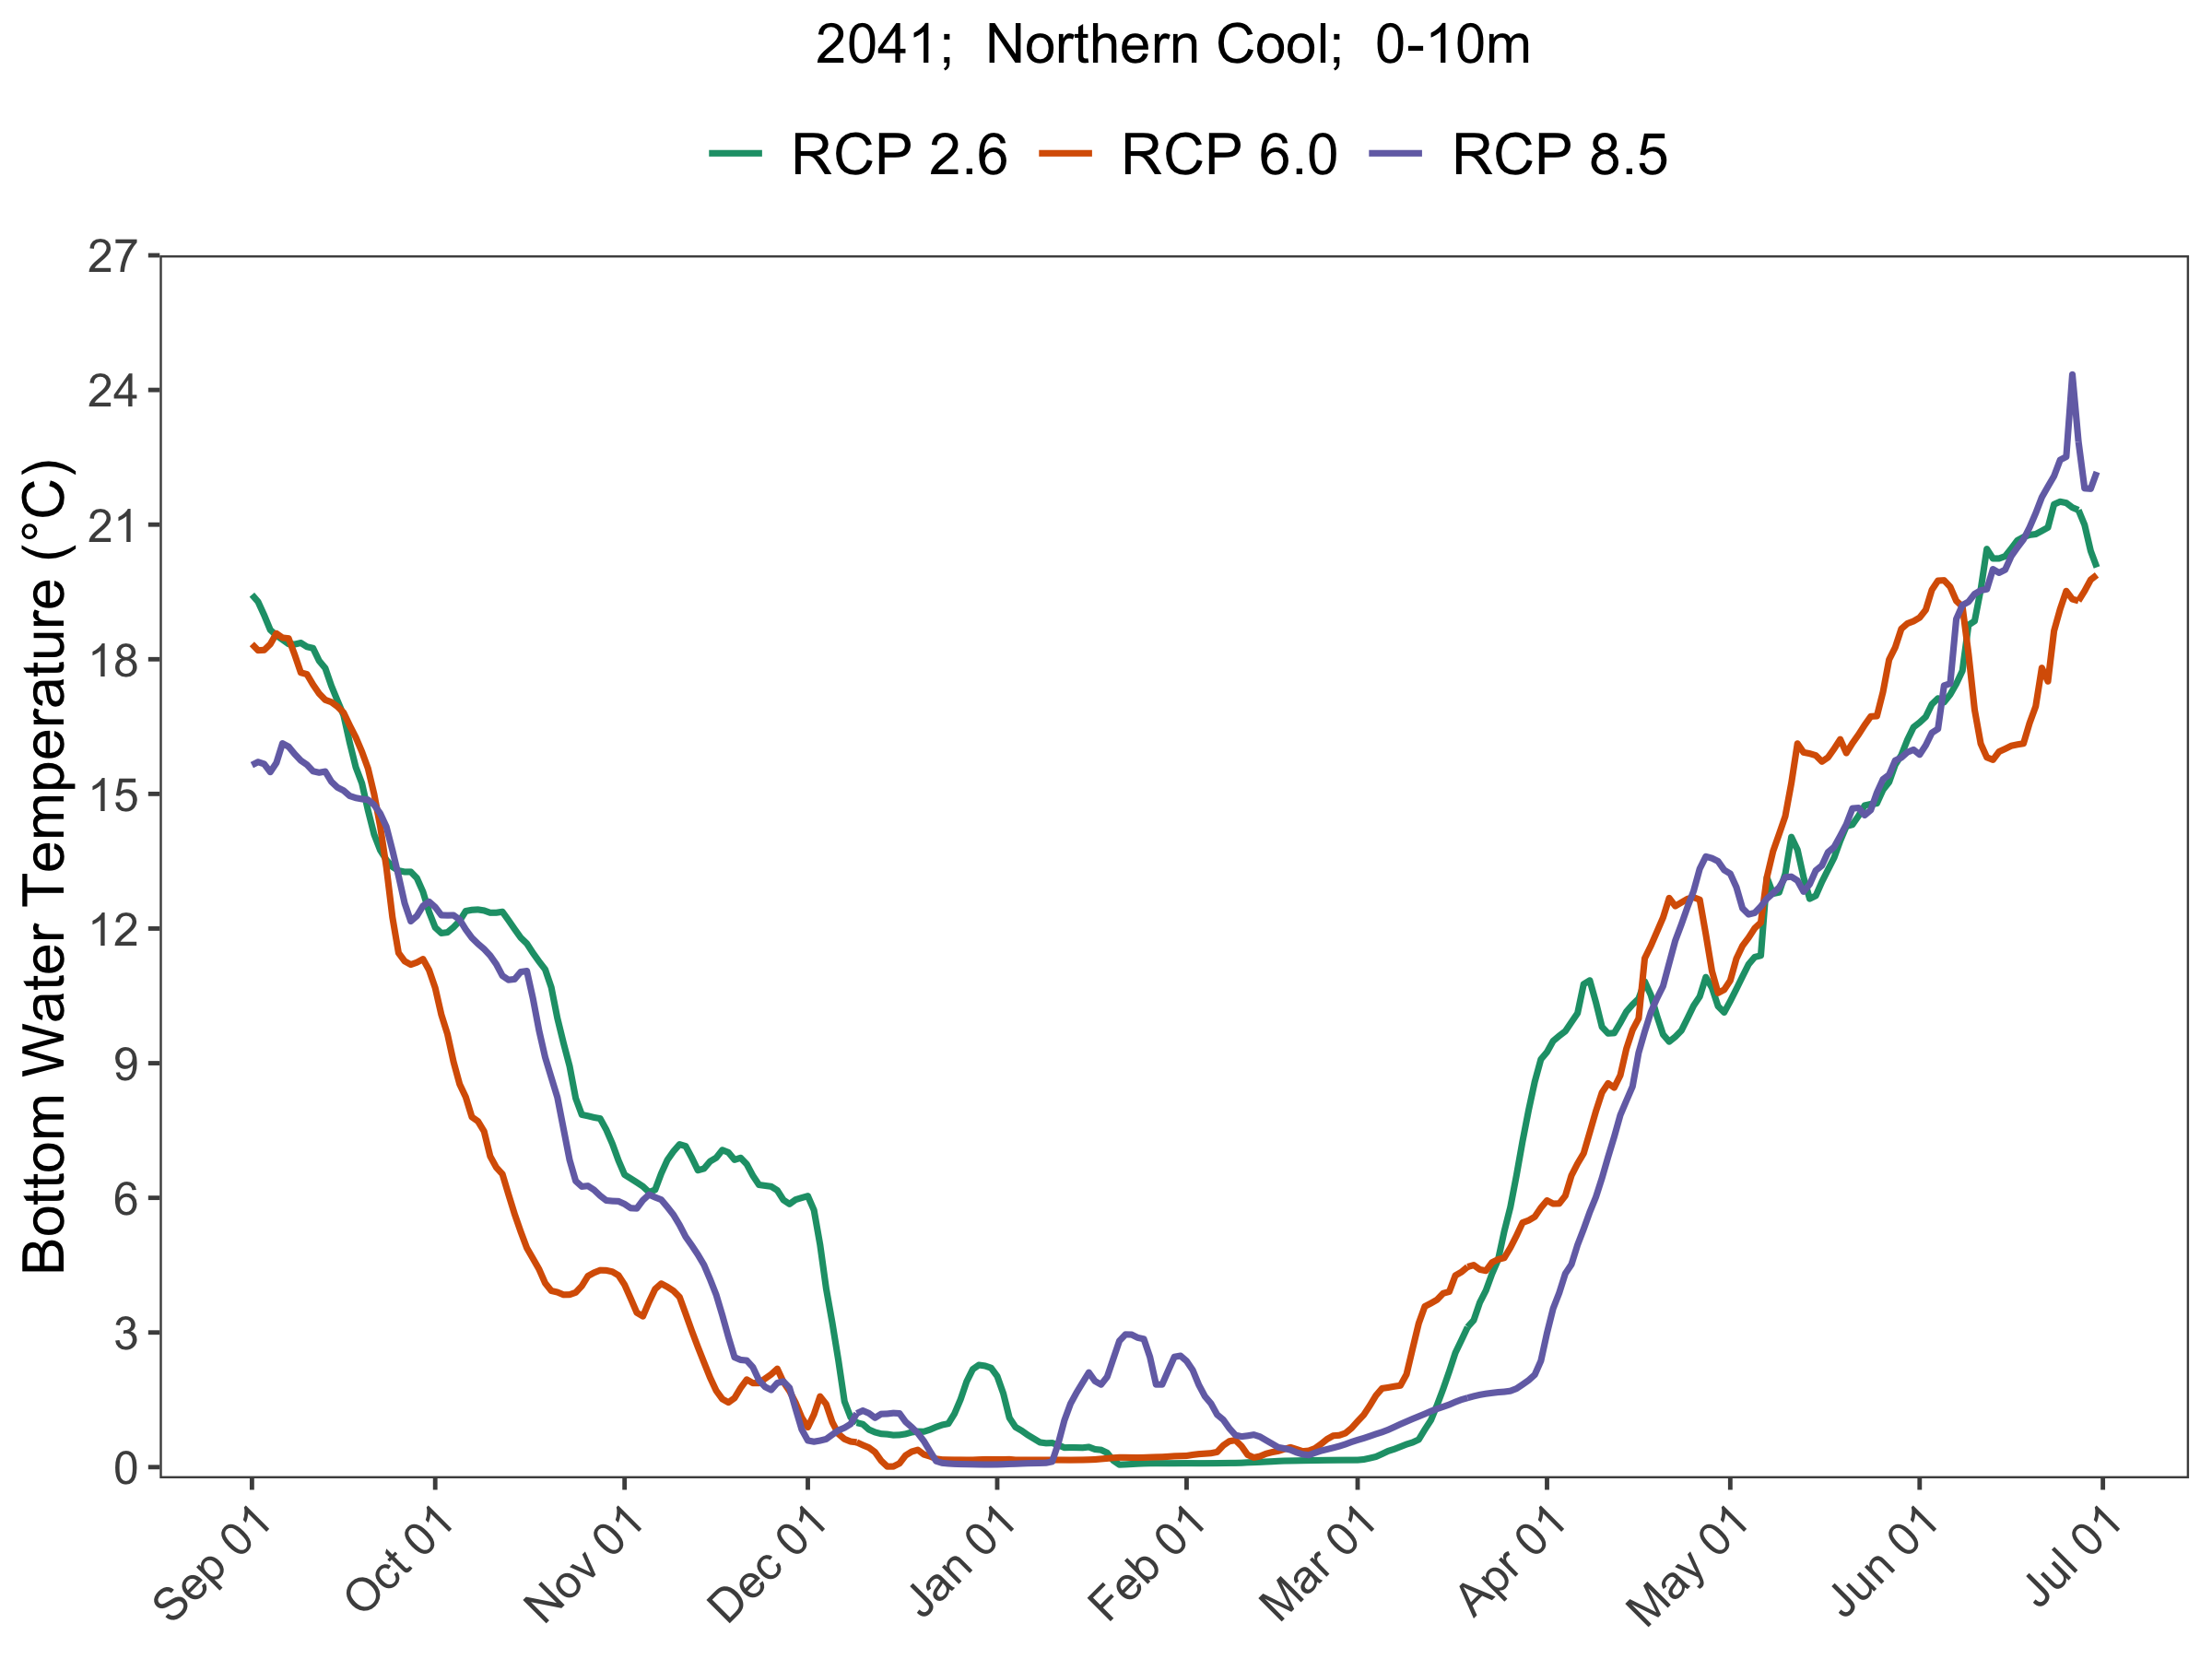 2041;  Northern Cool;  0-10m
RCP 2.6 RCP 6.0 RCP 8.5
Bottom Water Temperature (°C)
27
24
21
18
15
12
9
6
3
0
Sep 01 Oct 01 Nov 01 Dec 01 Jan 01 Feb 01 Mar 01 Apr 01 May 01 Jun 01 Jul 01